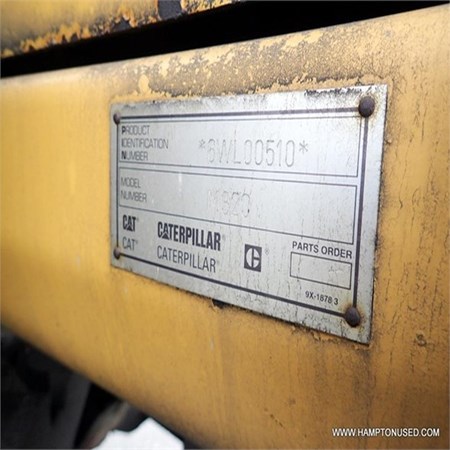 PRODUCT
IDENTIFICATION
NUMBER
*6WL00510*
MODEL
NUMBER
CAT® CATERPILLAR®
CAT® CATERPILLAR®
PARTS ORDER
9X-1878 3
WWW.HAMPTONUSED.COM